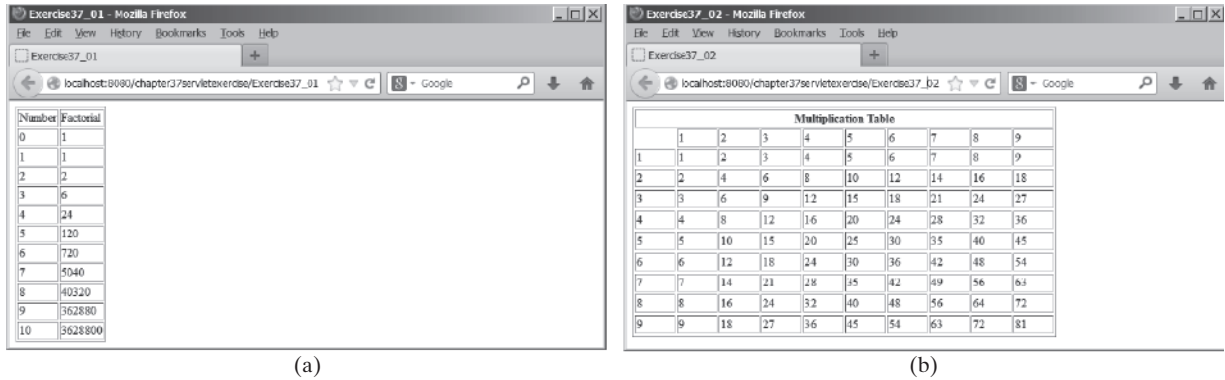 Exercise37_01 - Mozilla Firefox
File Edit View History Bookmarks Tools Help
Exercise37_01 +
localhost:8080/chapter37servletexercise/Exercise37_01 8 - Google
Number Factorial
0 1
1 1
2 2
3 6
4 24
5 120
6 720
7 5040
8 40320
9 362880
10 3628800
(a)
Exercise37_02 - Mozilla Firefox
File Edit View History Bookmarks Tools Help
Exercise37_02 +
localhost:8080/chapter37servletexercise/Exercise37_02 8 - Google
Multiplication Table
1 2 3 4 5 6 7 8 9
1 1 2 3 4 5 6 7 8 9
2 2 4 6 8 10 12 14 16 18
3 3 6 9 12 15 18 21 24 27
4 4 8 12 16 20 24 28 32 36
5 5 10 15 20 25 30 35 40 45
6 6 12 18 24 30 36 42 48 54
7 7 14 21 28 35 42 49 56 63
8 8 16 24 32 40 48 56 64 72
9 9 18 27 36 45 54 63 72 81
(b)